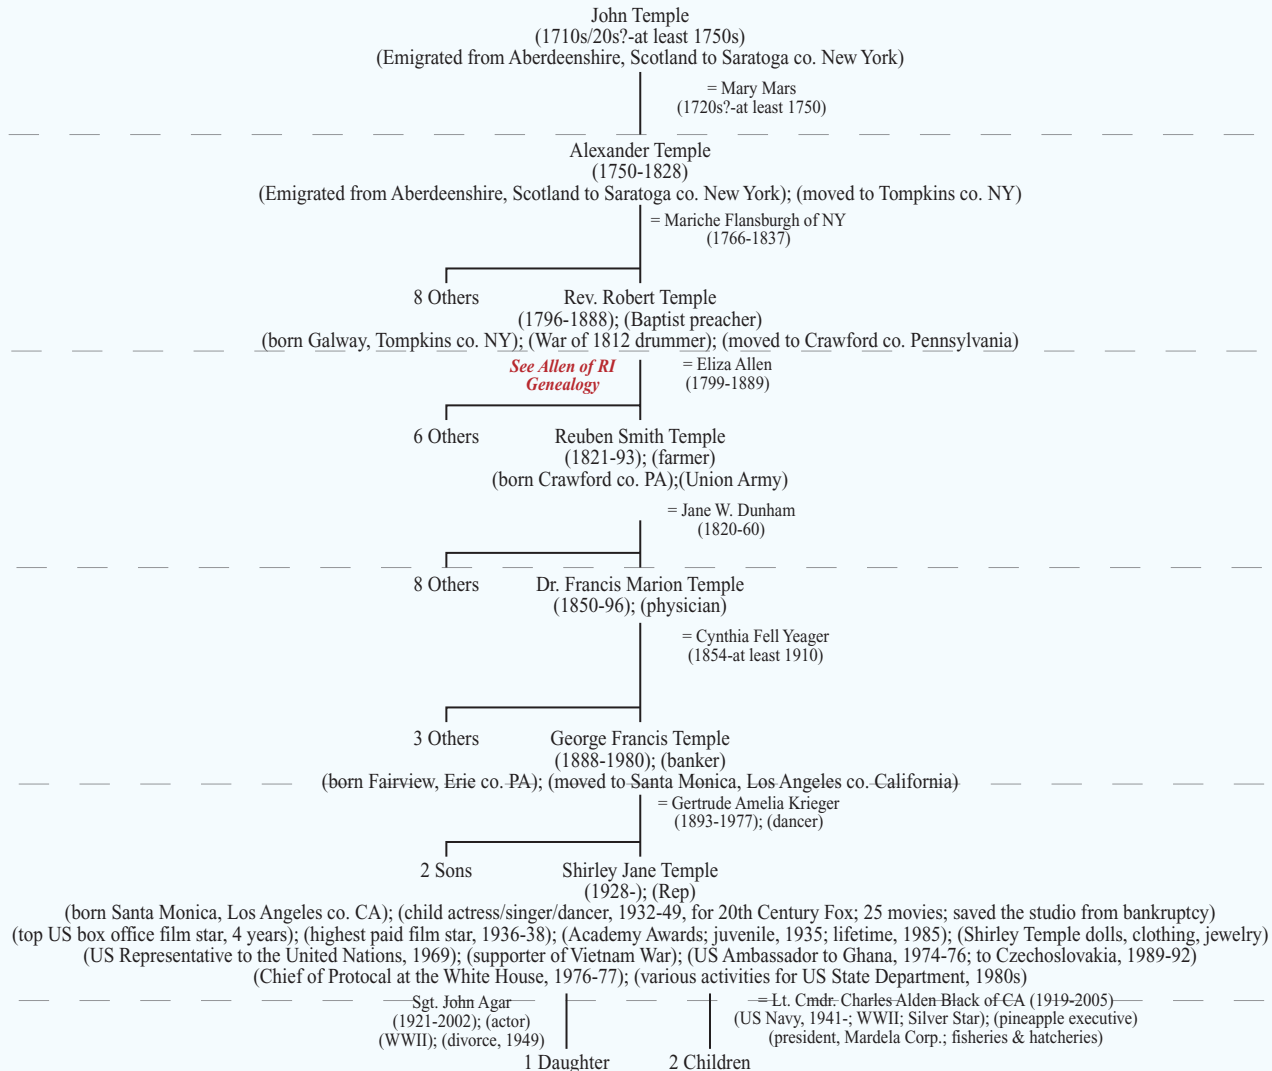 John Temple
(1710s/20s?-at least 1750s)
(Emigrated from Aberdeenshire, Scotland to Saratoga co. New York)
= Mary Mars
(1720s?-at least 1750)
Alexander Temple
(1750-1828)
(Emigrated from Aberdeenshire, Scotland to Saratoga co. New York); (moved to Tompkins co. NY)
= Mariche Flansburgh of NY
(1766-1837)
8 Others
Rev. Robert Temple
(1796-1888); (Baptist preacher)
(born Galway, Tompkins co. NY); (War of 1812 drummer); (moved to Crawford co. Pennsylvania)
See Allen of RI
Genealogy
= Eliza Allen
(1799-1889)
6 Others
Reuben Smith Temple
(1821-93); (farmer)
(born Crawford co. PA);(Union Army)
= Jane W. Dunham
(1820-60)
8 Others
Dr. Francis Marion Temple
(1850-96); (physician)
= Cynthia Fell Yeager
(1854-at least 1910)
3 Others
George Francis Temple
(1888-1980); (banker)
(born Fairview, Erie co. PA); (moved to Santa Monica, Los Angeles co. California)
= Gertrude Amelia Krieger
(1893-1977); (dancer)
2 Sons
Shirley Jane Temple
(1928-); (Rep)
(born Santa Monica, Los Angeles co. CA); (child actress/singer/dancer, 1932-49, for 20th Century Fox; 25 movies; saved the studio from bankruptcy)
(top US box office film star, 4 years); (highest paid film star, 1936-38); (Academy Awards; juvenile, 1935; lifetime, 1985); (Shirley Temple dolls, clothing, jewelry)
(US Representative to the United Nations, 1969); (supporter of Vietnam War); (US Ambassador to Ghana, 1974-76; to Czechoslovakia, 1989-92)
(Chief of Protocal at the White House, 1976-77); (various activities for US State Department, 1980s)
Sgt. John Agar
(1921-2002); (actor)
(WWII); (divorce, 1949)
= Lt. Cmdr. Charles Alden Black of CA (1919-2005)
(US Navy, 1941-; WWII; Silver Star); (pineapple executive)
(president, Mardela Corp.; fisheries & hatcheries)
1 Daughter
2 Children